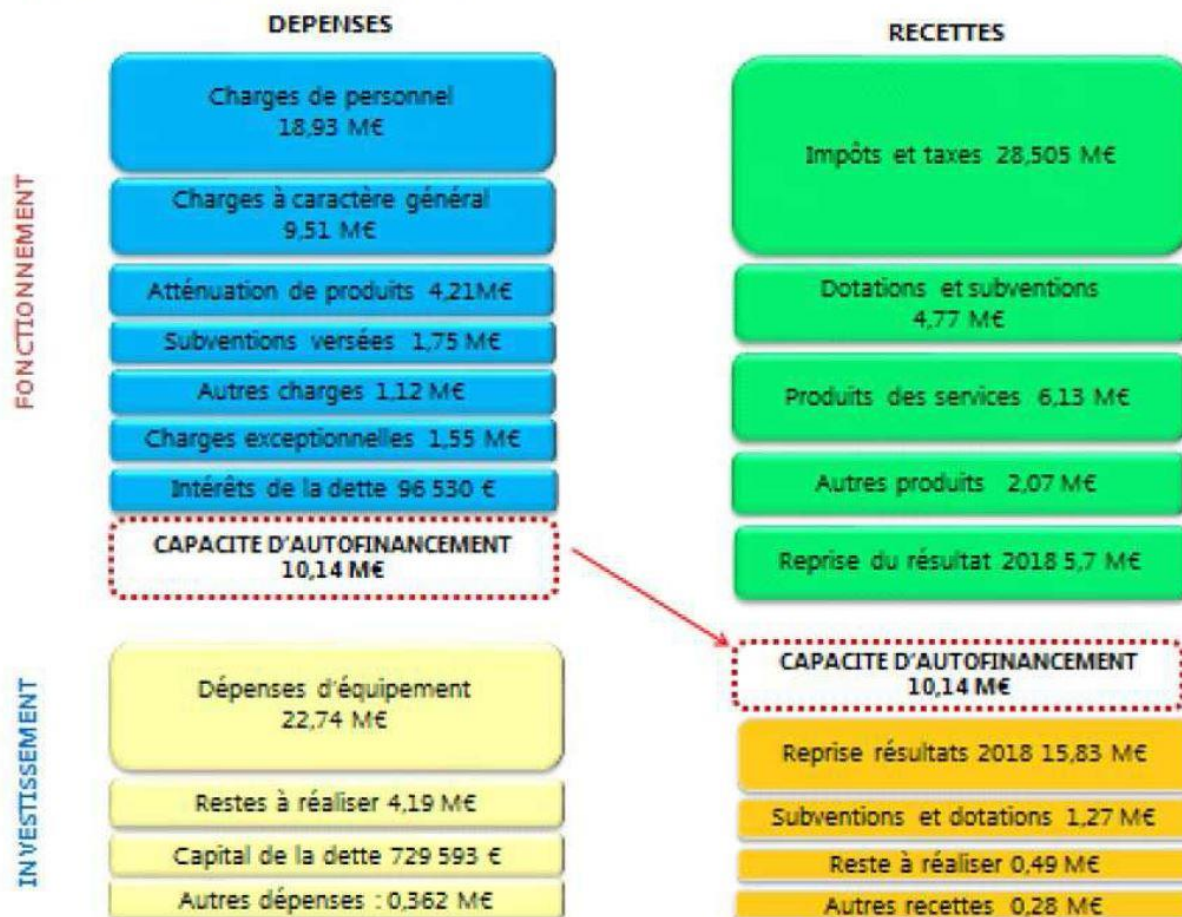 DEPENSES
FONCTIONNEMENT
Charges de personnel
18,93 M€
Charges à caractère général
9,51 M€
Atténuation de produits 4,21M€
Subventions versées 1,75 M€
Autres charges 1,12 M€
Charges exceptionnelles 1,55 M€
Intérêts de la dette 96 530 €
CAPACITE D'AUTOFINANCEMENT
10,14 M€
RECETTES
Impôts et taxes 28,505 M€
Dotations et subventions
4,77 M€
Produits des services 6,13 M€
Autres produits 2,07 M€
Reprise du résultat 2018 5,7 M€
INVESTISSEMENT
Dépenses d'équipement
22,74 M€
Restes à réaliser 4,19 M€
Capital de la dette 729 593 €
Autres dépenses : 0,362 M€
CAPACITE D'AUTOFINANCEMENT
10,14 M€
Reprise résultats 2018 15,83 M€
Subventions et dotations 1,27 M€
Reste à réaliser 0,49 M€
Autres recettes 0,28 M€